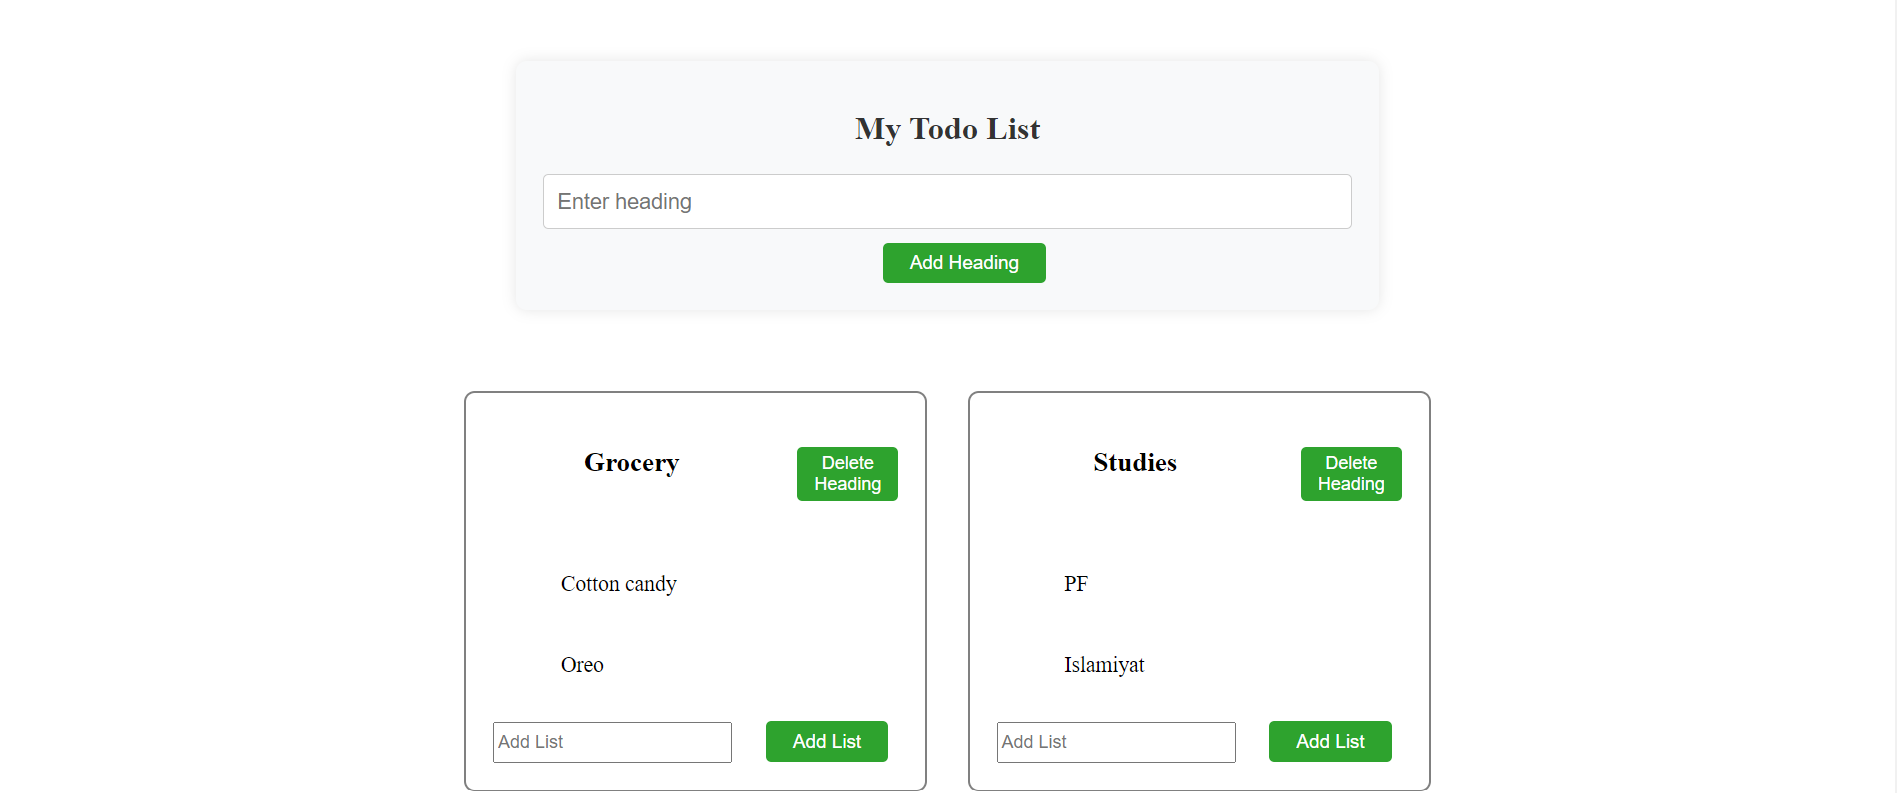 My Todo List
Enter heading
Add Heading
Grocery
Delete
Heading
Cotton candy
Oreo
Add List
Add List
Studies
Delete
Heading
PF
Islamiyat
Add List
Add List